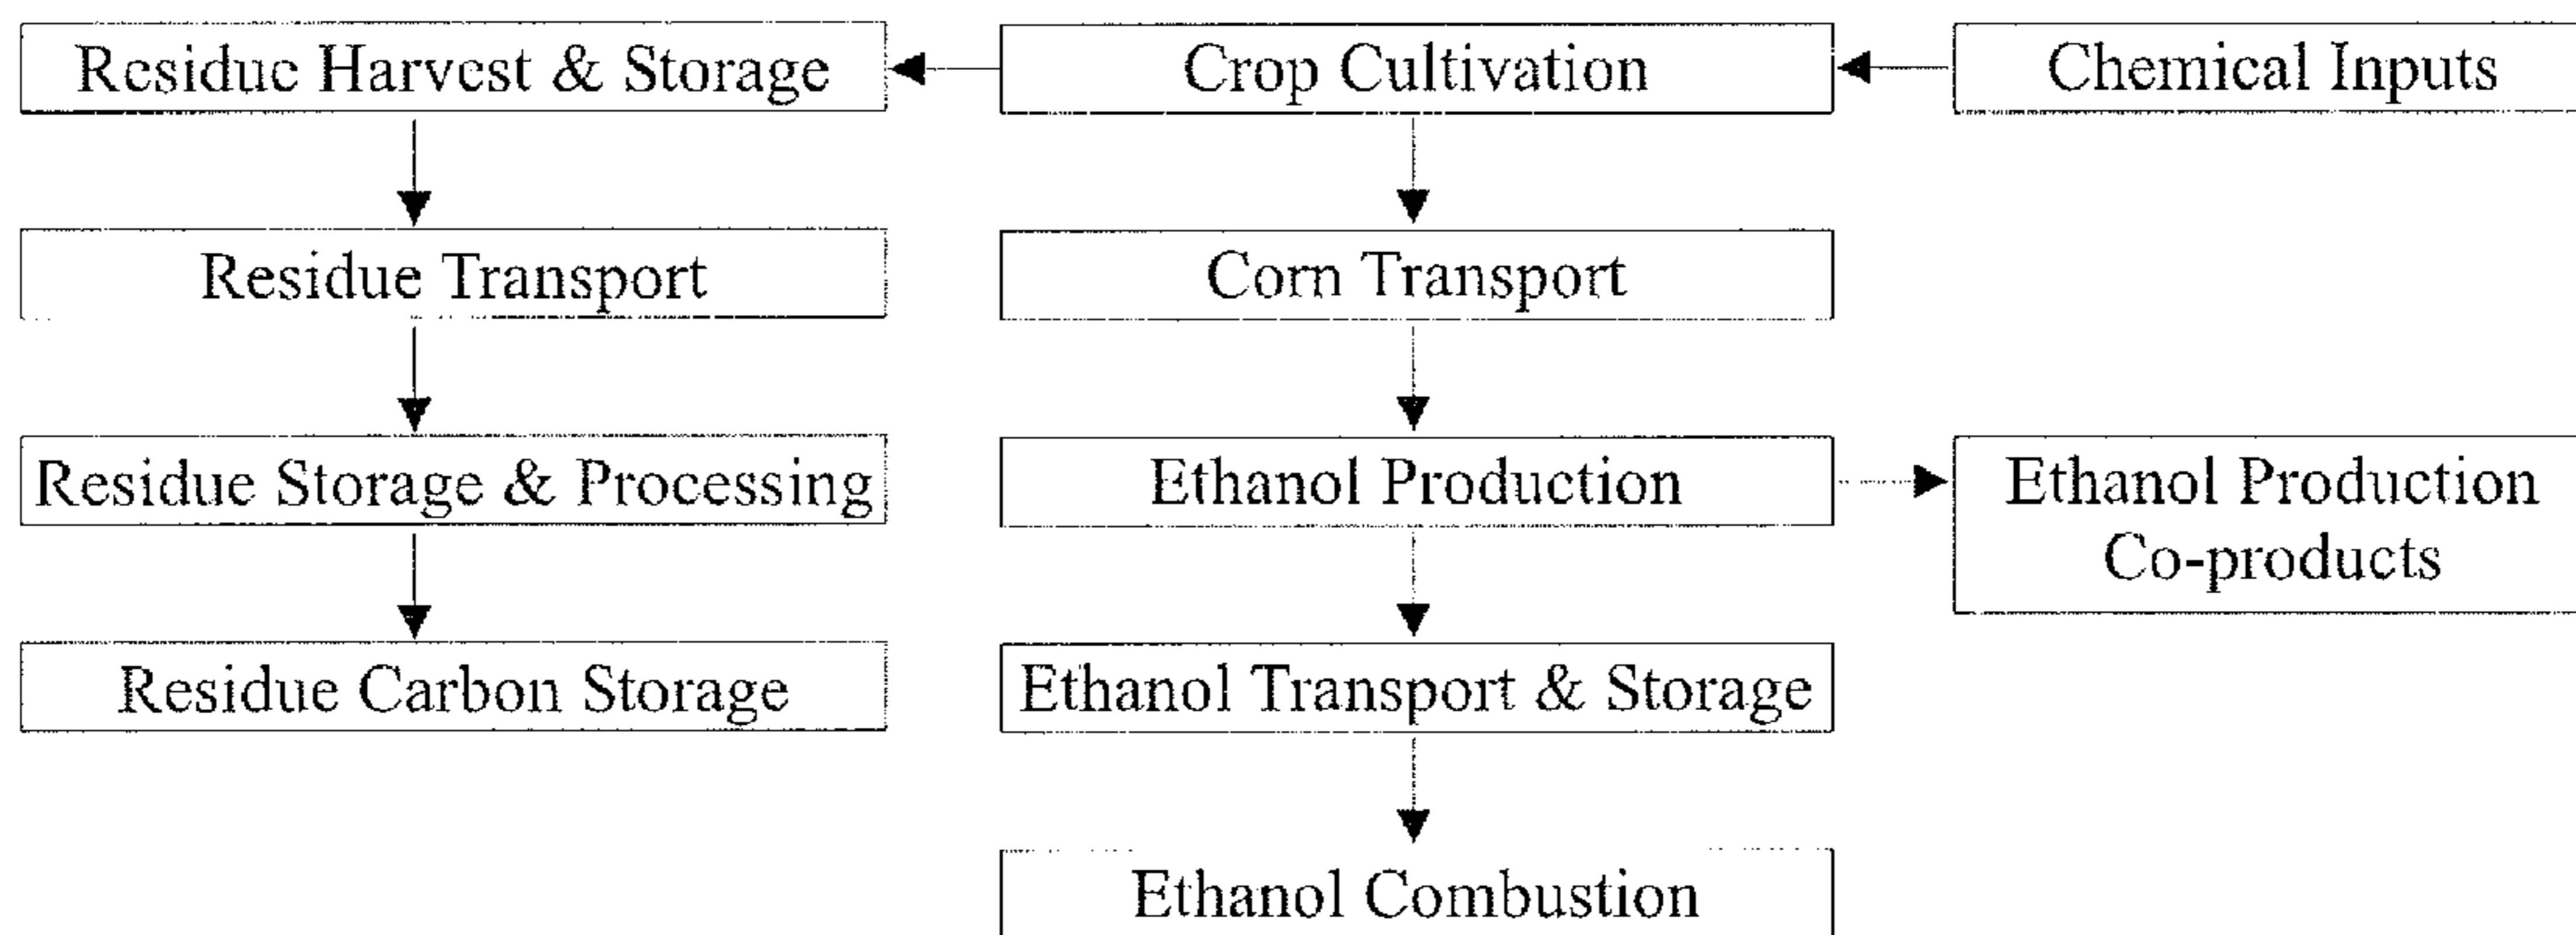 Residue Harvest & Storage
Crop Cultivation
Chemical Inputs
Residue Transport
Corn Transport
Residue Storage & Processing
Ethanol Production
Ethanol Production
Co-products
Residue Carbon Storage
Ethanol Transport & Storage
Ethanol Combustion